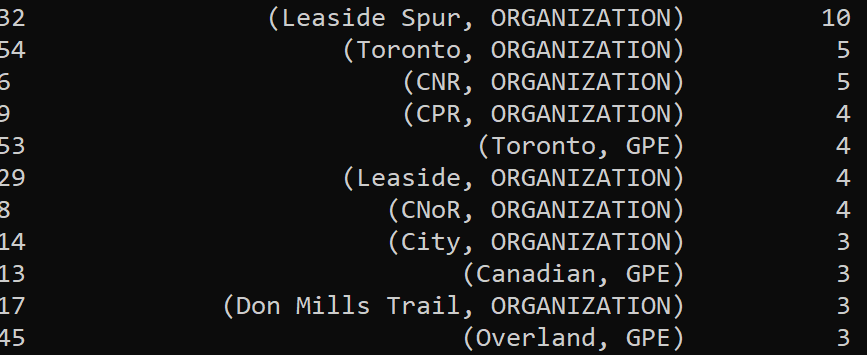 32 (Leaside Spur, ORGANIZATION) 10
54 (Toronto, ORGANIZATION) 5
6 (CNR, ORGANIZATION) 5
9 (CPR, ORGANIZATION) 4
53 (Toronto, GPE) 4
29 (Leaside, ORGANIZATION) 4
8 (CNoR, ORGANIZATION) 4
14 (City, ORGANIZATION) 3
13 (Canadian, GPE) 3
17 (Don Mills Trail, ORGANIZATION) 3
45 (Overland, GPE) 3